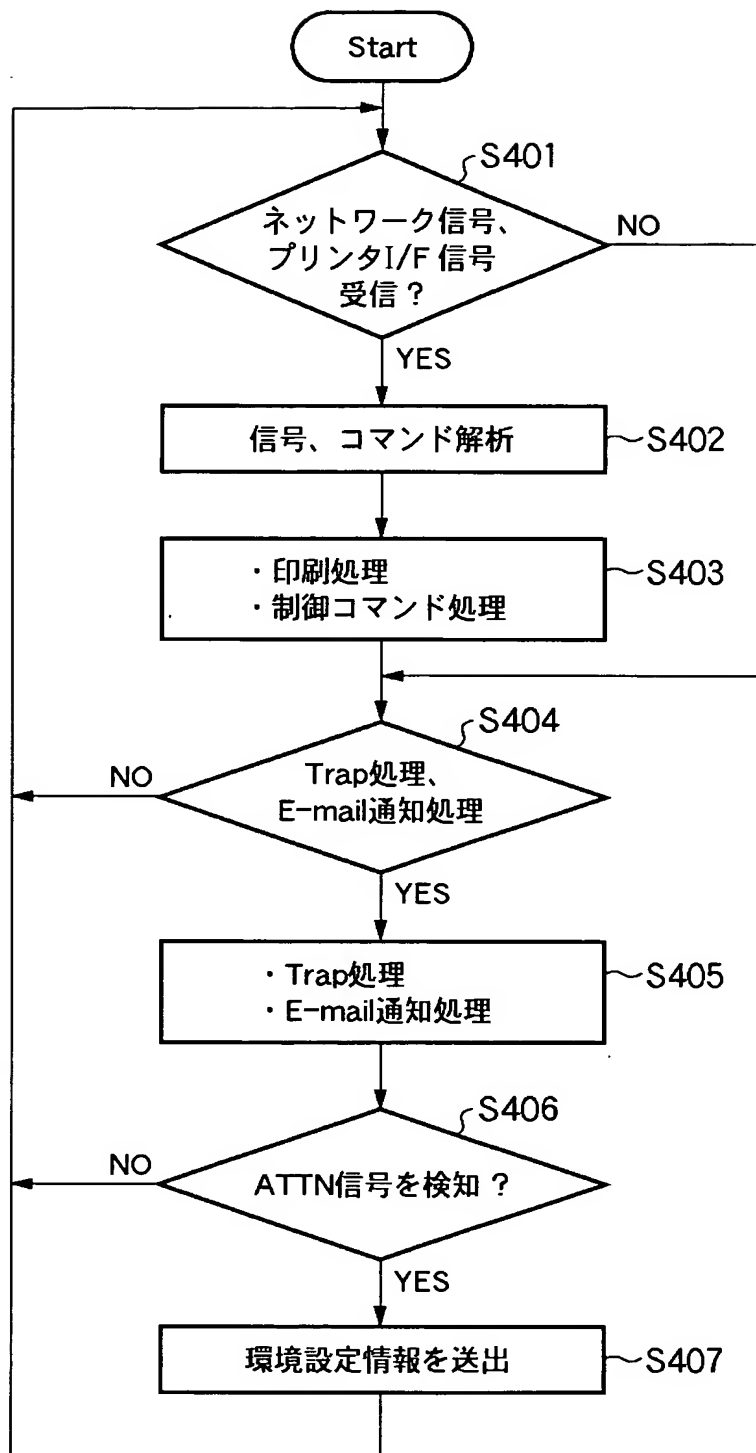 Start
S401
ネットワーク信号、
プリンタI/F 信号
受信？
NO
YES
信号、コマンド解析
S402
・印刷処理
・制御コマンド処理
S403
S404
NO
Trap処理、
E-mail通知処理
YES
・Trap処理
・E-mail通知処理
S405
S406
NO
ATTN信号を検知？
YES
環境設定情報を送出
S407